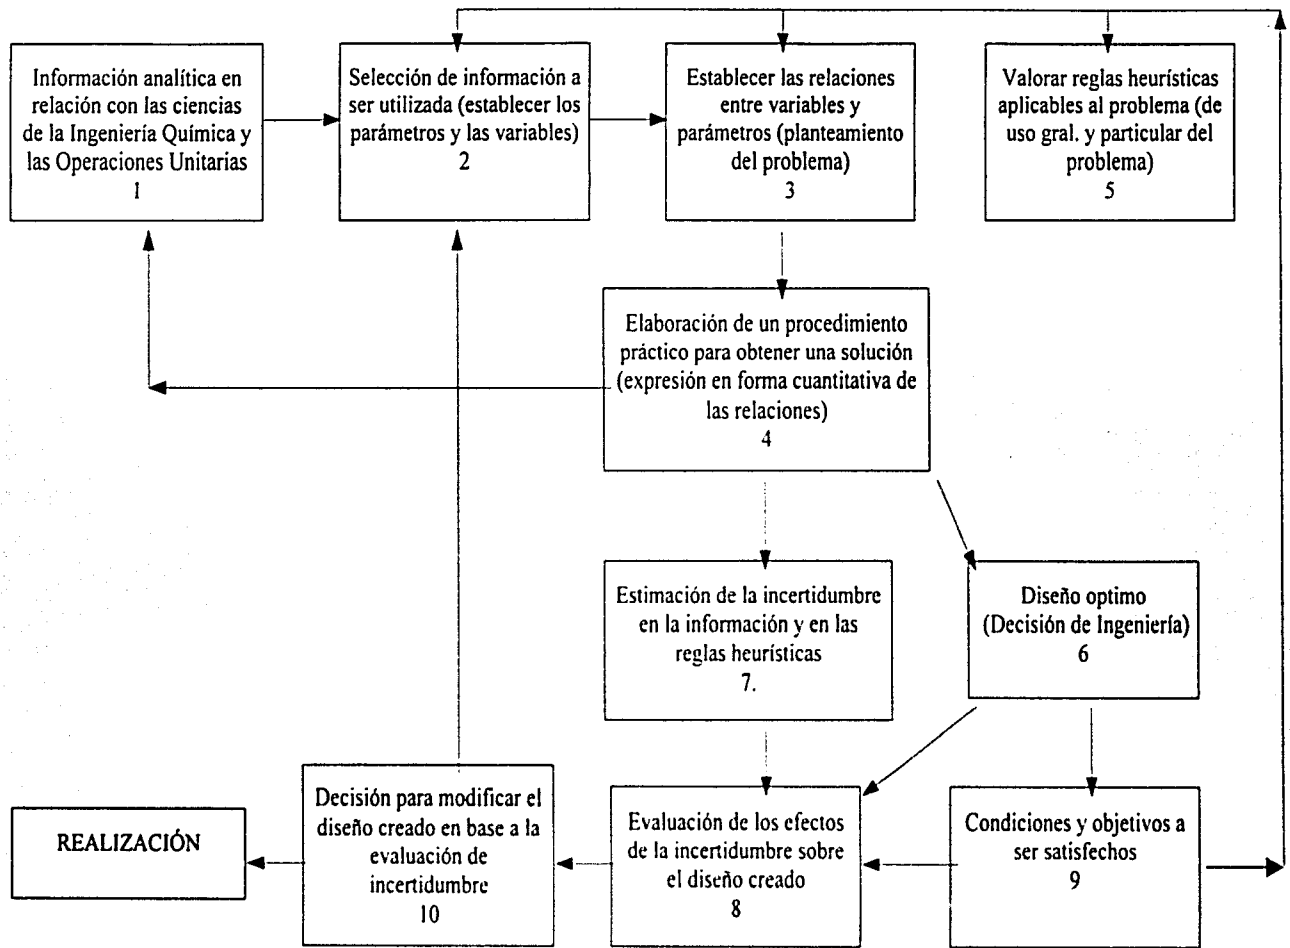 Información analítica en
relación con las ciencias
de la Ingeniería Química y
las Operaciones Unitarias
1
Selección de información a
ser utilizada (establecer los
parámetros y las variables)
2
Establecer las relaciones
entre variables y
parámetros (planteamiento
del problema)
3
Valorar reglas heurísticas
aplicables al problema (de
uso gral. y particular del
problema)
5
Elaboración de un procedimiento
práctico para obtener una solución
(expresión en forma cuantitativa de
las relaciones)
4
Estimación de la incertidumbre
en la información y en las
reglas heurísticas
7.
Diseño optimo
(Decisión de Ingeniería)
6
REALIZACIÓN
Decisión para modificar el
diseño creado en base a la
evaluación de
incertidumbre
10
Evaluación de los efectos
de la incertidumbre sobre
el diseño creado
8
Condiciones y objetivos a
ser satisfechos
9